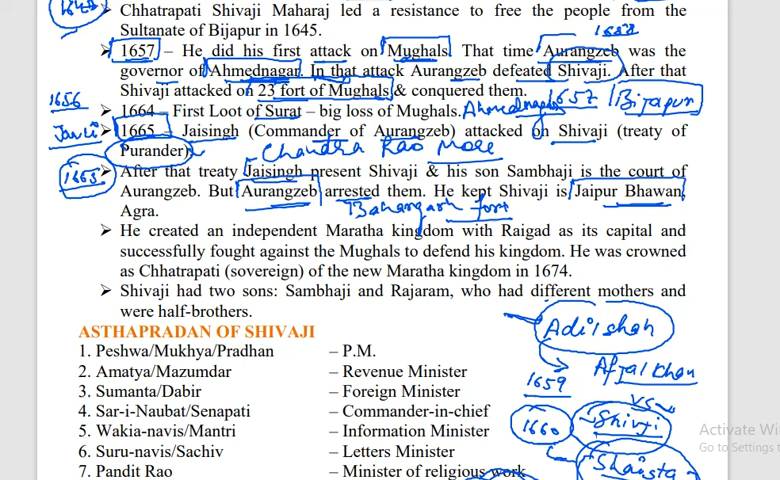 Chhatrapati Shivaji Maharaj led a resistance to free the people from the
Sultanate of Bijapur in 1645.
1658
➤ 1657 – He did his first attack on Mughals. That time Aurangzeb was the
governor of Ahmednagar. In that attack Aurangzeb defeated Shivaji. After that
Shivaji attacked on 23 fort of Mughals & conquered them.
1656
➤ 1664 – First Loot of Surat – big loss of Mughals. Ahmednagar 1657 / Bijapur
Javli
➤ 1665 – Jaisingh (Commander of Aurangzeb) attacked on Shivaji (treaty of
Purander) Chandra Rao More
1665
➤ After that treaty Jaisingh present Shivaji & his son Sambhaji is the court of
Aurangzeb. But Aurangzeb arrested them. He kept Shivaji is Jaipur Bhawan,
Agra. fort
➤ He created an independent Maratha kingdom with Raigad as its capital and
successfully fought against the Mughals to defend his kingdom. He was crowned
as Chhatrapati (sovereign) of the new Maratha kingdom in 1674.
➤ Shivaji had two sons: Sambhaji and Rajaram, who had different mothers and
were half-brothers.
ASTHAPRADAN OF SHIVAJI
Adilshah
1. Peshwa/Mukhya/Pradhan – P.M.
2. Amatya/Mazumdar – Revenue Minister
Afjal Khan
3. Sumanta/Dabir – Foreign Minister
1659
VS
4. Sar-i-Naubat/Senapati – Commander-in-chief
1660 Shivji
5. Wakia-navis/Mantri – Information Minister
Activate Wi
6. Suru-navis/Sachiv – Letters Minister
Go to Settings t
7. Pandit Rao – Minister of religious work
Shaista